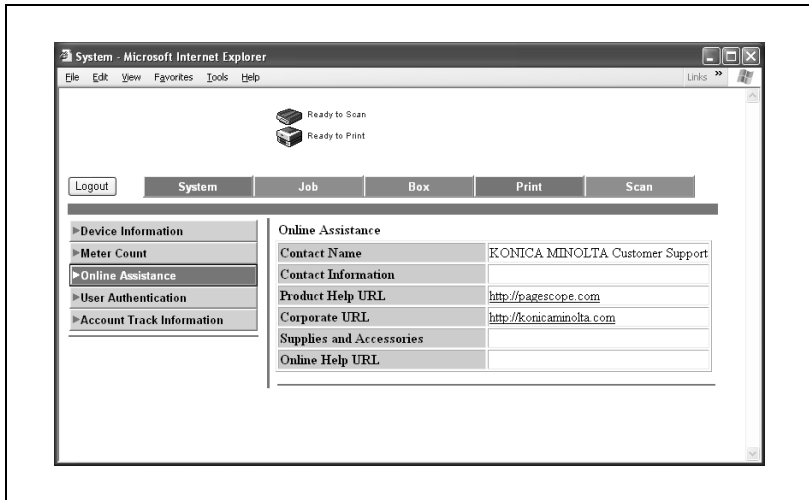 System - Microsoft Internet Explorer
File Edit View Favorites Tools Help
Links »
Ready to Scan
Ready to Print
Logout System Job Box Print Scan
Device Information
Meter Count
Online Assistance
User Authentication
Account Track Information
Online Assistance
Contact Name KONICA MINOLTA Customer Support
Contact Information
Product Help URL http://pagescope.com
Corporate URL http://konicaminolta.com
Supplies and Accessories
Online Help URL